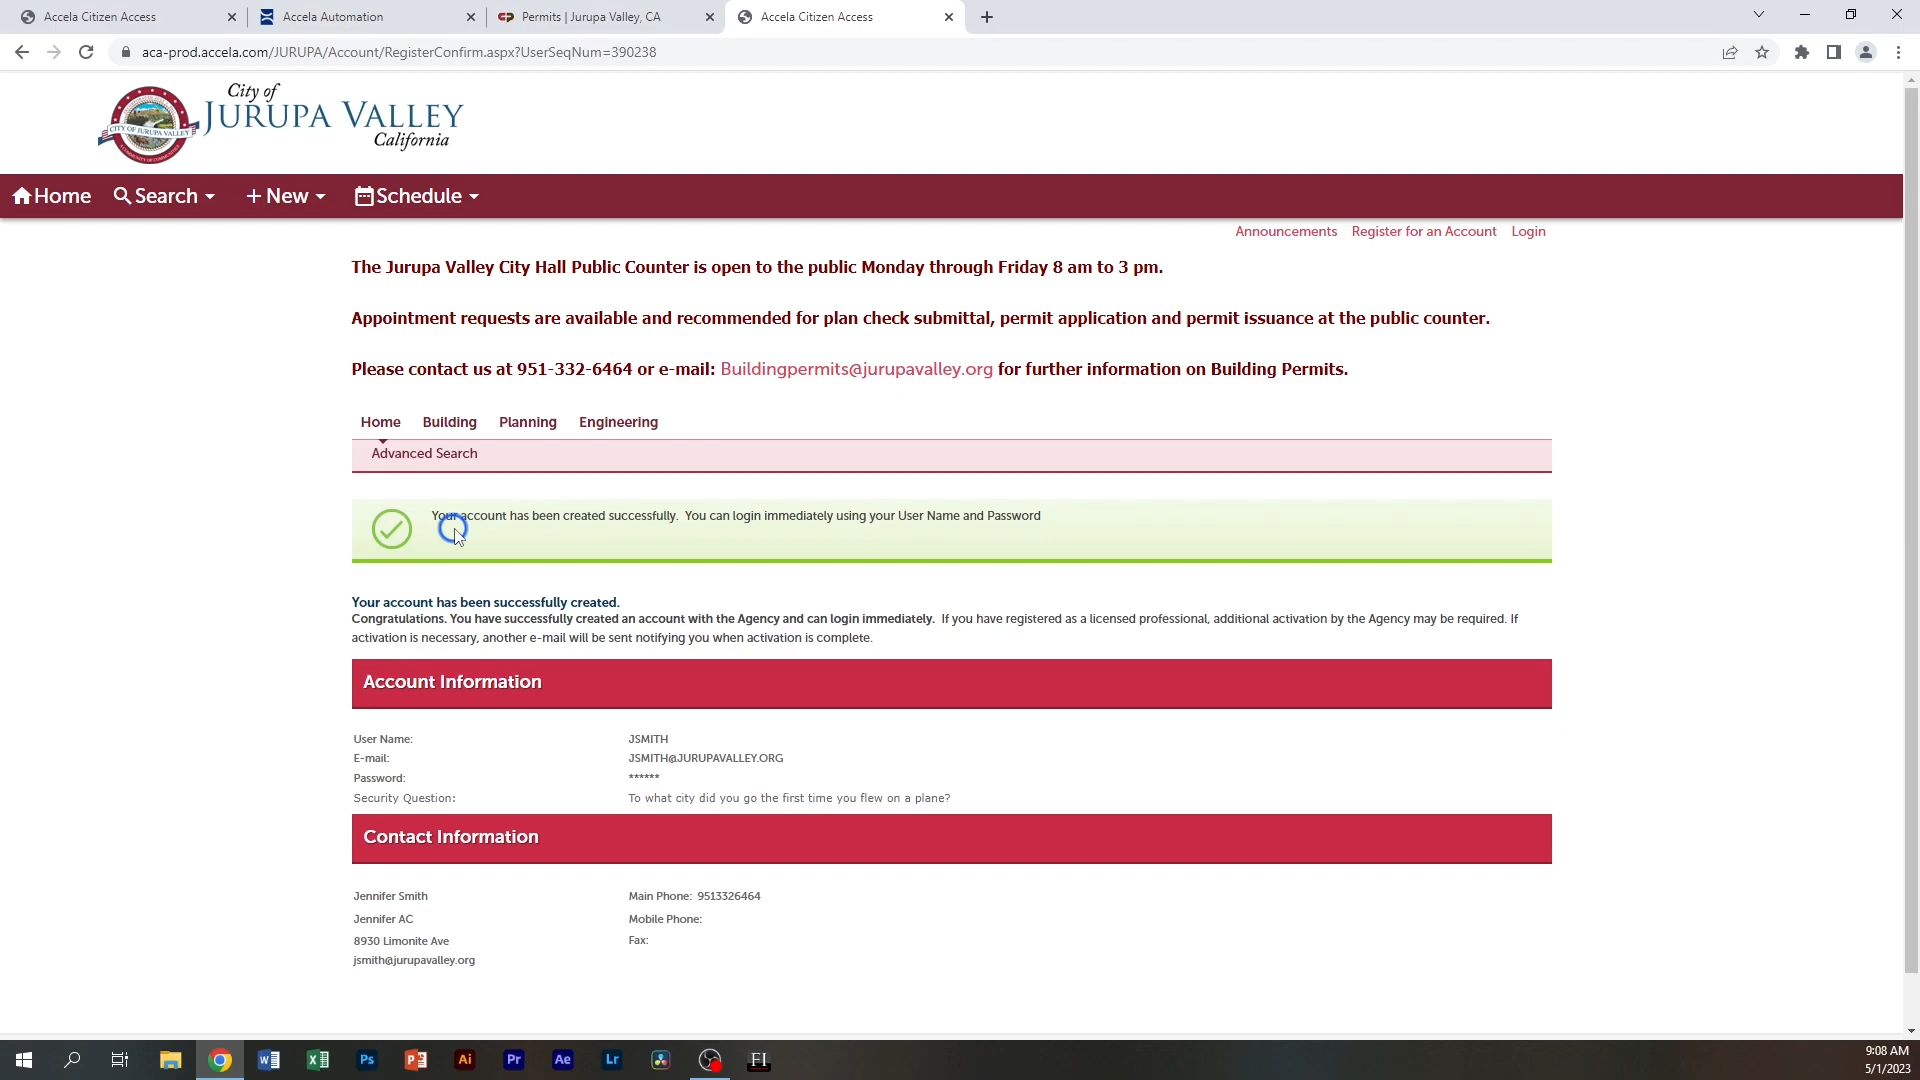 Accela Citizen Access
Accela Automation
Permits | Jurupa Valley, CA
Accela Citizen Access
aca-prod.accela.com/JURUPA/Account/RegisterConfirm.aspx?UserSeqNum=390238
City of
JURUPA VALLEY
California
CITY OF JURUPA VALLEY
Home Search + New Schedule
Announcements Register for an Account Login
The Jurupa Valley City Hall Public Counter is open to the public Monday through Friday 8 am to 3 pm.
Appointment requests are available and recommended for plan check submittal, permit application and permit issuance at the public counter.
Please contact us at 951-332-6464 or e-mail: Buildingpermits@jurupavalley.org for further information on Building Permits.
Home Building Planning Engineering
Advanced Search
Your account has been created successfully. You can login immediately using your User Name and Password
Your account has been successfully created.
Congratulations. You have successfully created an account with the Agency and can login immediately. If you have registered as a licensed professional, additional activation by the Agency may be required. If
activation is necessary, another e-mail will be sent notifying you when activation is complete.
Account Information
User Name: JSMITH
E-mail: JSMITH@JURUPAVALLEY.ORG
Password: ******
Security Question: To what city did you go the first time you flew on a plane?
Contact Information
Jennifer Smith Main Phone: 9513326464
Jennifer AC Mobile Phone:
8930 Limonite Ave Fax:
jsmith@jurupavalley.org
W X Ps P Ai Pr Ae Lr FI
9:08 AM
5/1/2023